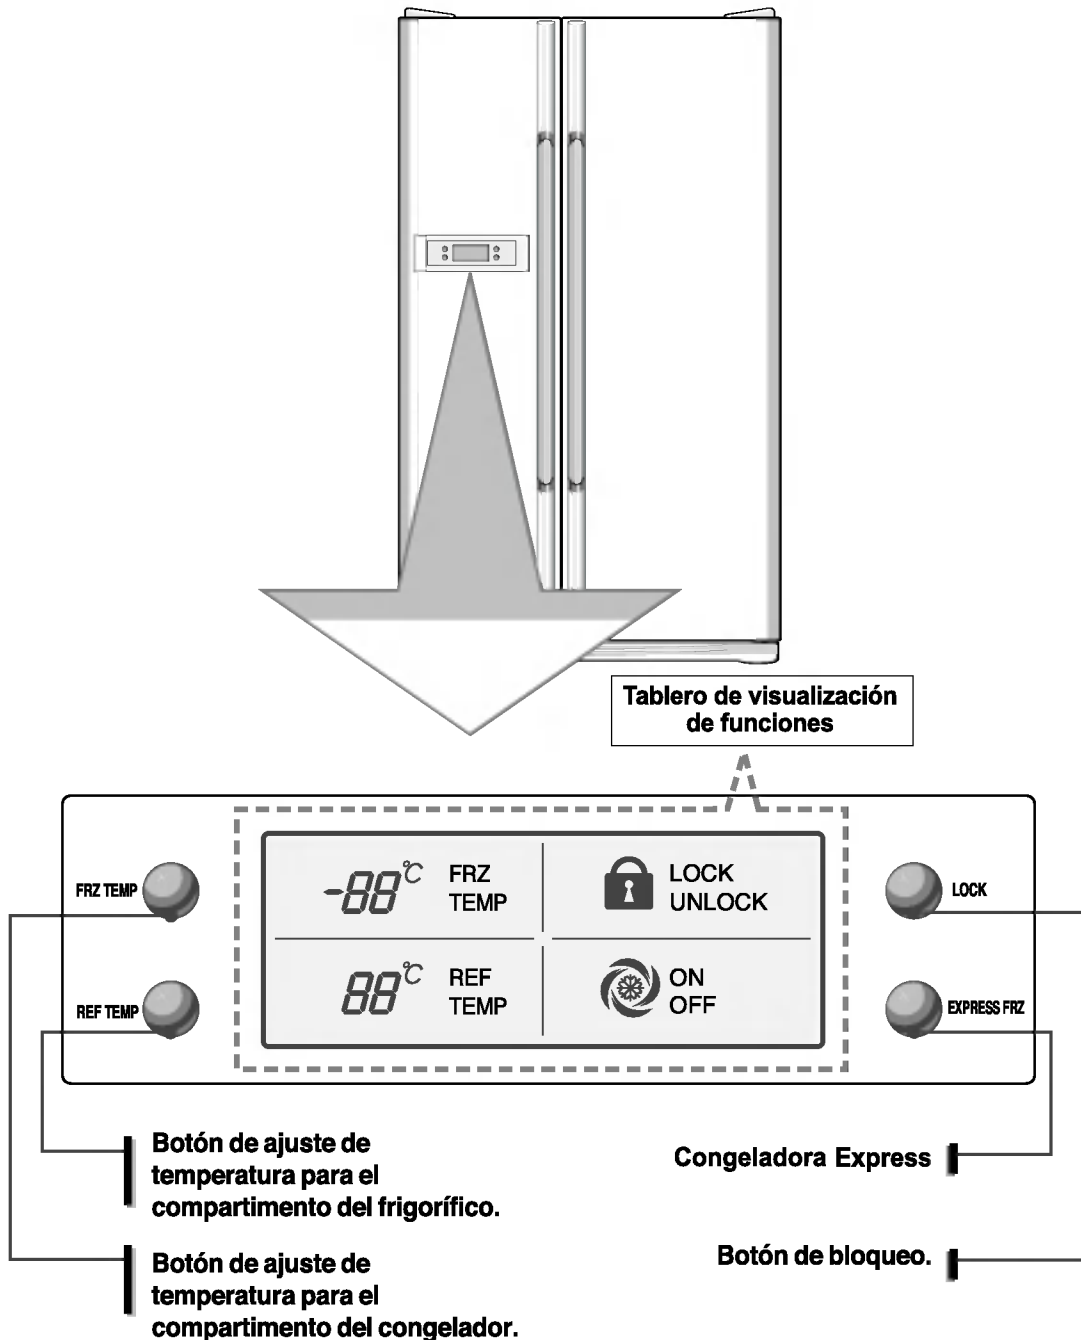 Tablero de visualización
de funciones
FRZ TEMP
-88°C FRZ
TEMP
LOCK
UNLOCK
LOCK
REF TEMP
88°C REF
TEMP
ON
OFF
EXPRESS FRZ
Botón de ajuste de
temperatura para el
compartimento del frigorífico.
Congeladora Express
Botón de ajuste de
temperatura para el
compartimento del congelador.
Botón de bloqueo.